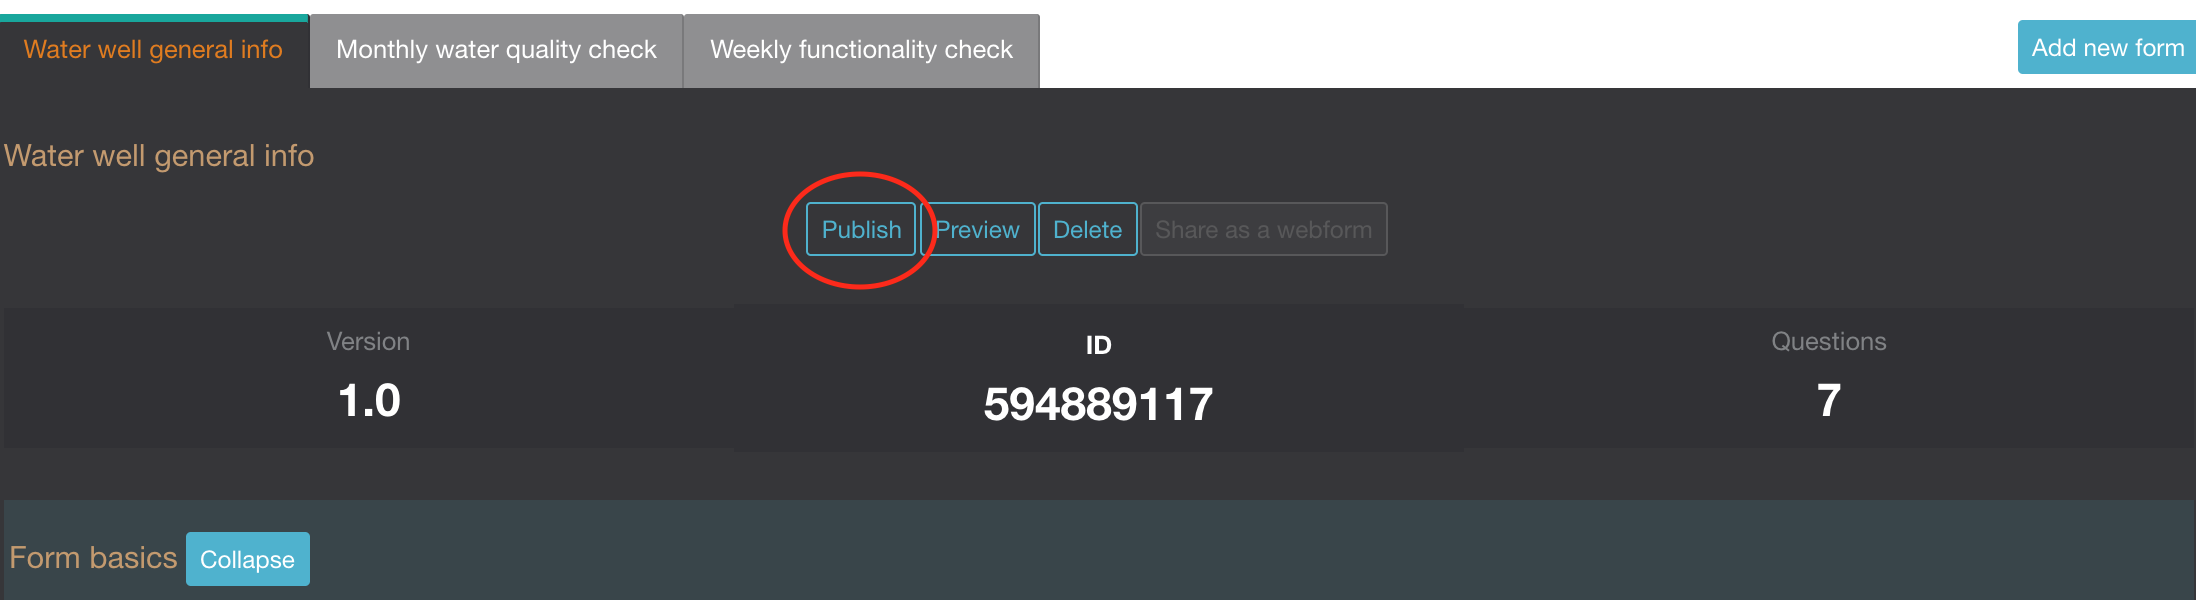 Water well general info
Monthly water quality check
Weekly functionality check
Add new form
Water well general info
Publish
Preview
Delete
Share as a webform
Version
ID
Questions
1.0
594889117
7
Form basics
Collapse